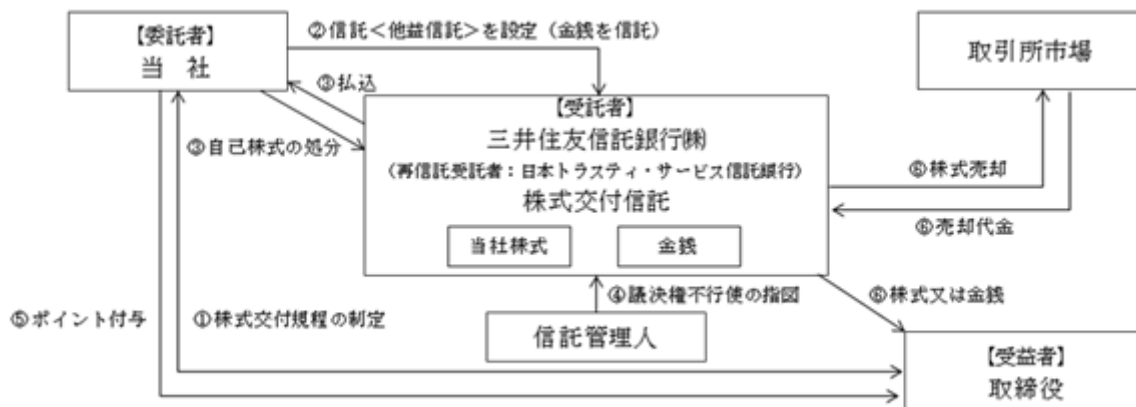 【委託者】
当 社
②信託<他益信託>を設定（金銭を信託）
取引所市場
③払込
③自己株式の処分
【受託者】
三井住友信託銀行㈱
（再信託受託者：日本トラスティ・サービス信託銀行）
株式交付信託
当社株式
金銭
⑥株式売却
⑥売却代金
④議決権不行使の指図
⑥株式又は金銭
⑤ポイント付与
①株式交付規程の制定
信託管理人
【受益者】
取締役